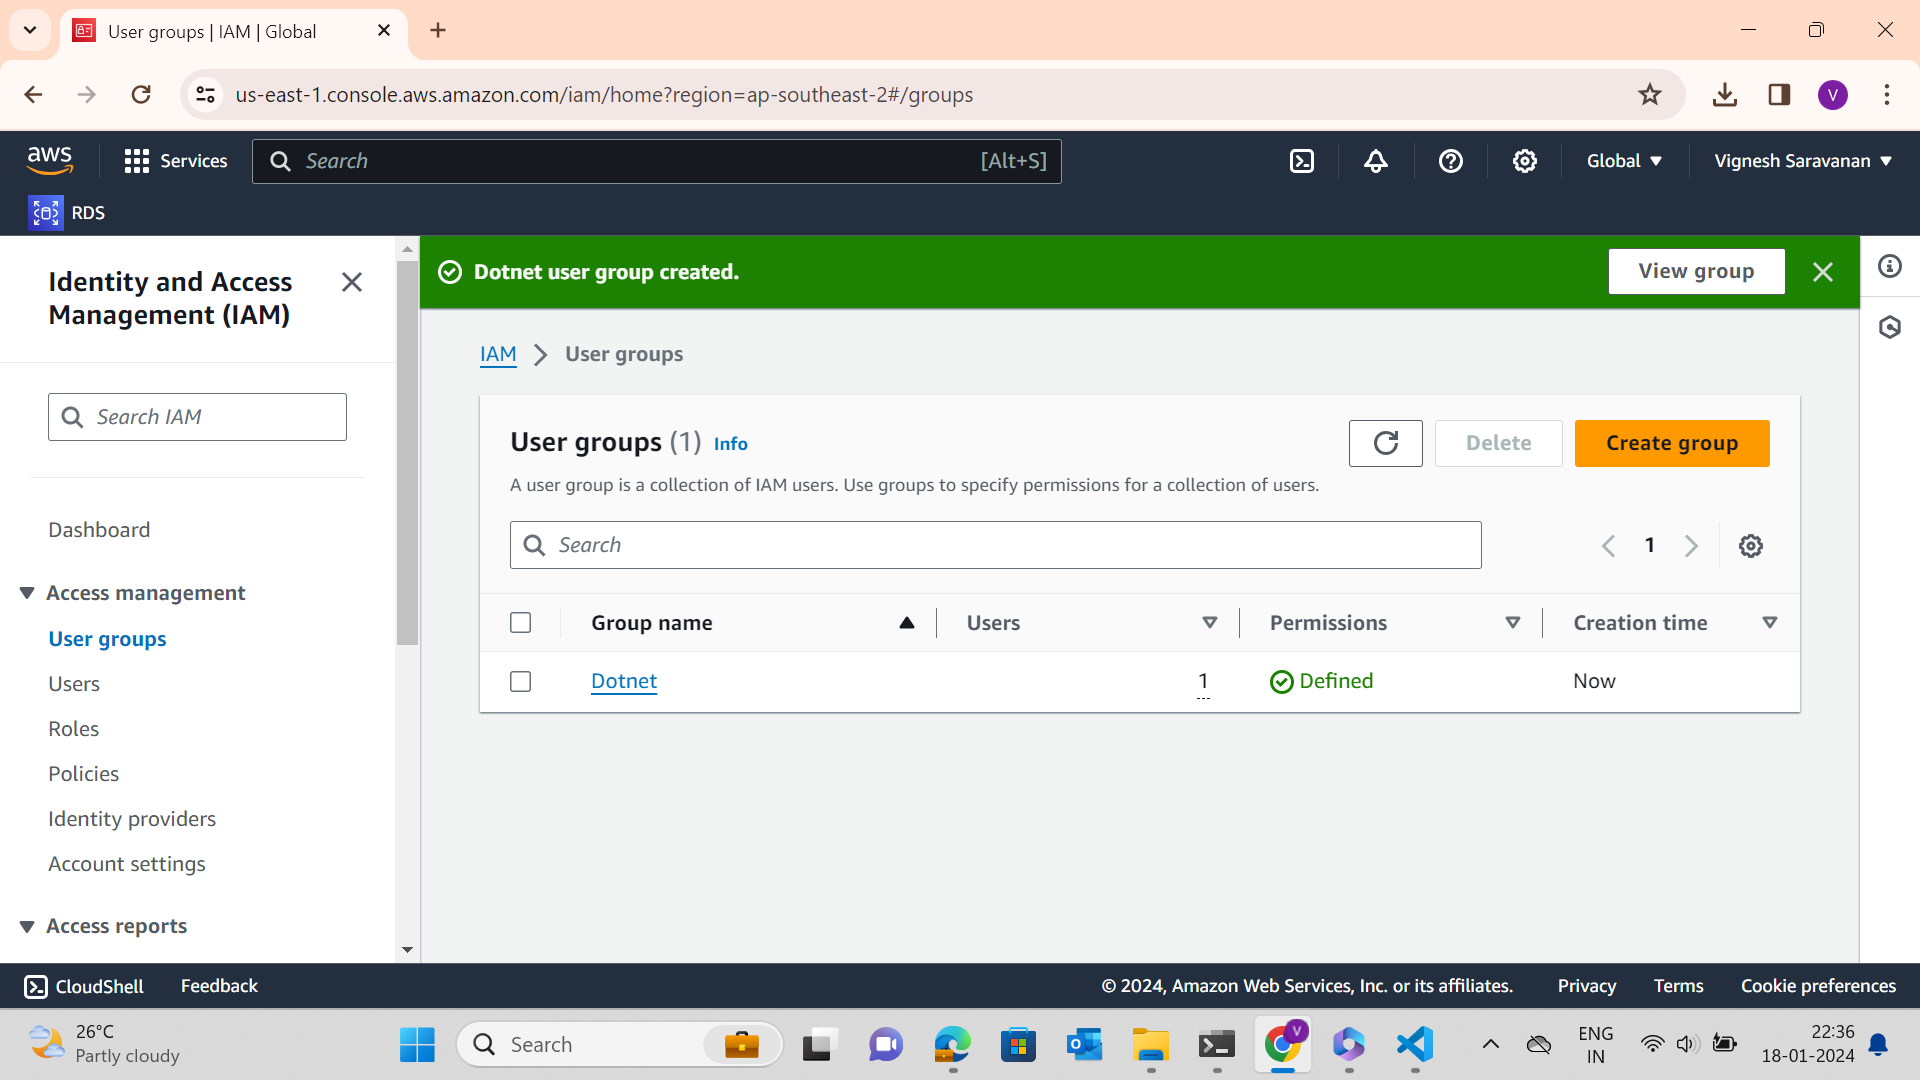 User groups | IAM | Global
us-east-1.console.aws.amazon.com/iam/home?region=ap-southeast-2#/groups
V
aws
Services
Search
[Alt+S]
Global
Vignesh Saravanan
RDS
Identity and Access
Management (IAM)
Search IAM
Dashboard
Access management
User groups
Users
Roles
Policies
Identity providers
Account settings
Access reports
Dotnet user group created.
View group
IAM
User groups
User groups (1) Info
Delete
Create group
A user group is a collection of IAM users. Use groups to specify permissions for a collection of users.
Search
1
Group name
Users
Permissions
Creation time
Dotnet
1
Defined
Now
CloudShell
Feedback
© 2024, Amazon Web Services, Inc. or its affiliates.
Privacy
Terms
Cookie preferences
26°C
Partly cloudy
Search
V
ENG
IN
22:36
18-01-2024